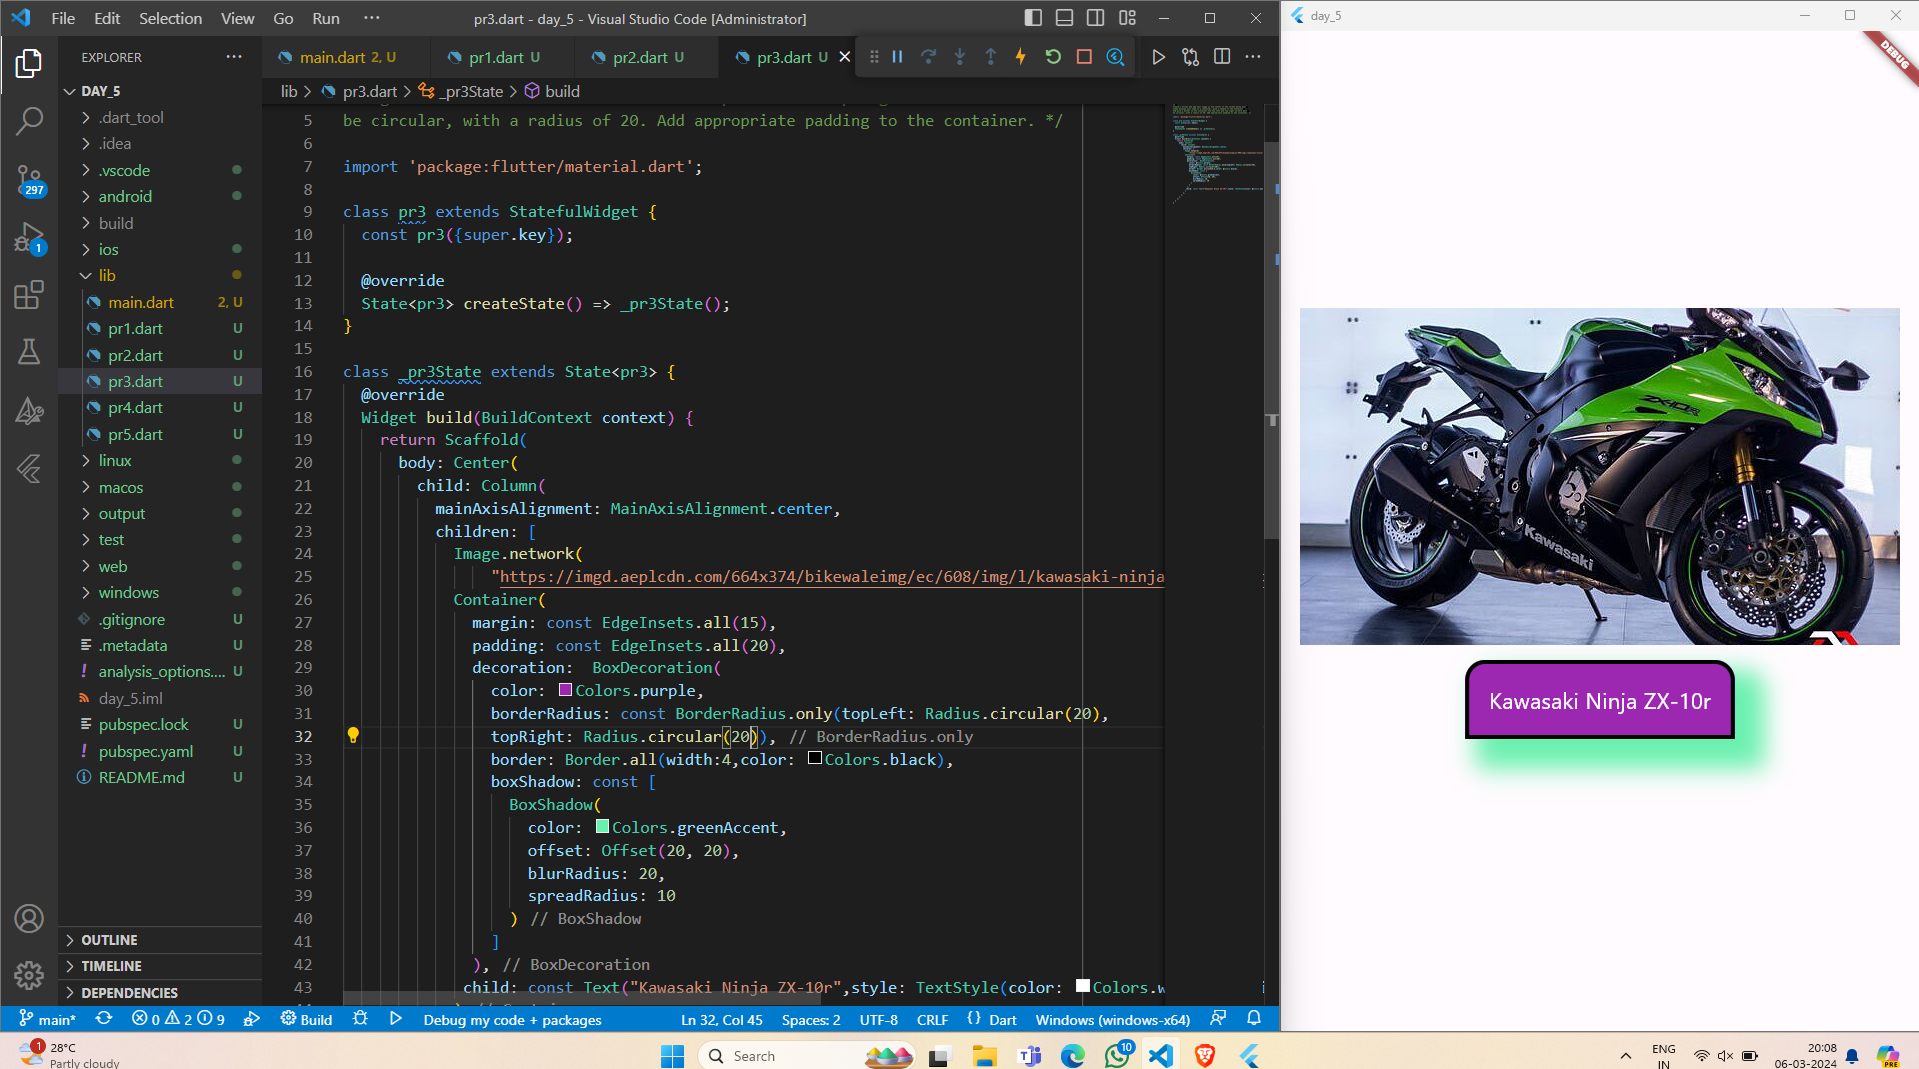 File Edit Selection View Go Run ··· pr3.dart - day_5 - Visual Studio Code [Administrator]
day_5
DEBUG
EXPLORER ···
main.dart 2, U
pr1.dart U
pr2.dart U
pr3.dart U
lib > pr3.dart > _pr3State > build
DAY_5
.dart_tool
.idea
.vscode
android
build
ios
lib
main.dart 2, U
pr1.dart U
pr2.dart U
pr3.dart U
pr4.dart U
pr5.dart U
linux
macos
output
test
web
windows
.gitignore U
.metadata U
analysis_options.... U
day_5.iml
pubspec.lock U
pubspec.yaml U
README.md U
OUTLINE
TIMELINE
DEPENDENCIES
297
1
5 be circular, with a radius of 20. Add appropriate padding to the container. */
6
7 import 'package:flutter/material.dart';
8
9 class pr3 extends StatefulWidget {
10 const pr3({super.key});
11
12 @override
13 State<pr3> createState() => _pr3State();
14 }
15
16 class _pr3State extends State<pr3> {
17 @override
18 Widget build(BuildContext context) {
19 return Scaffold(
20 body: Center(
21 child: Column(
22 mainAxisAlignment: MainAxisAlignment.center,
23 children: [
24 Image.network(
25 "https://imgd.aeplcdn.com/664x374/bikewaleimg/ec/608/img/l/kawasaki-ninja
26 Container(
27 margin: const EdgeInsets.all(15),
28 padding: const EdgeInsets.all(20),
29 decoration: BoxDecoration(
30 color: Colors.purple,
31 borderRadius: const BorderRadius.only(topLeft: Radius.circular(20),
32 topRight: Radius.circular(20)), // BorderRadius.only
33 border: Border.all(width:4,color: Colors.black),
34 boxShadow: const [
35 BoxShadow(
36 color: Colors.greenAccent,
37 offset: Offset(20, 20),
38 blurRadius: 20,
39 spreadRadius: 10
40 ) // BoxShadow
41 ]
42 ), // BoxDecoration
43 child: const Text("Kawasaki Ninja ZX-10r",style: TextStyle(color: Colors.w
ZX-10R
Kawasaki
Kawasaki Ninja ZX-10r
main* 0 2 9 Build Debug my code + packages Ln 32, Col 45 Spaces: 2 UTF-8 CRLF {} Dart Windows (windows-x64)
1 28°C
Partly cloudy
Search
10
ENG
IN
20:08
06-03-2024
PRE